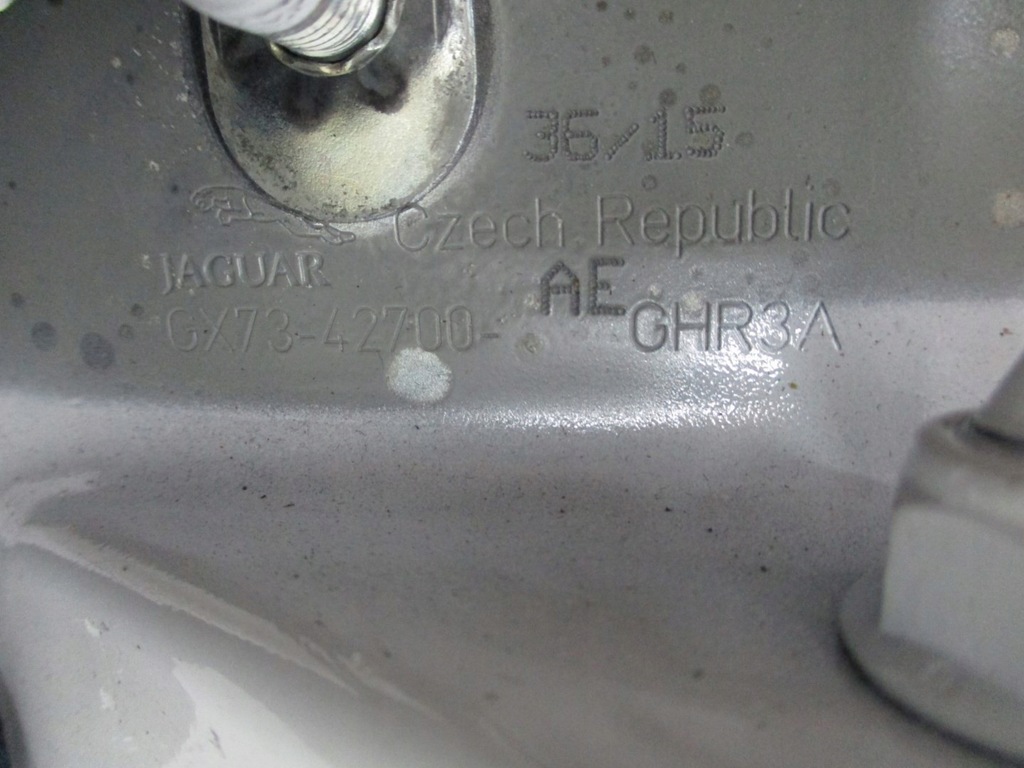 36/15
Czech Republic
JAGUAR
AE
GX73-42700- GHR3A